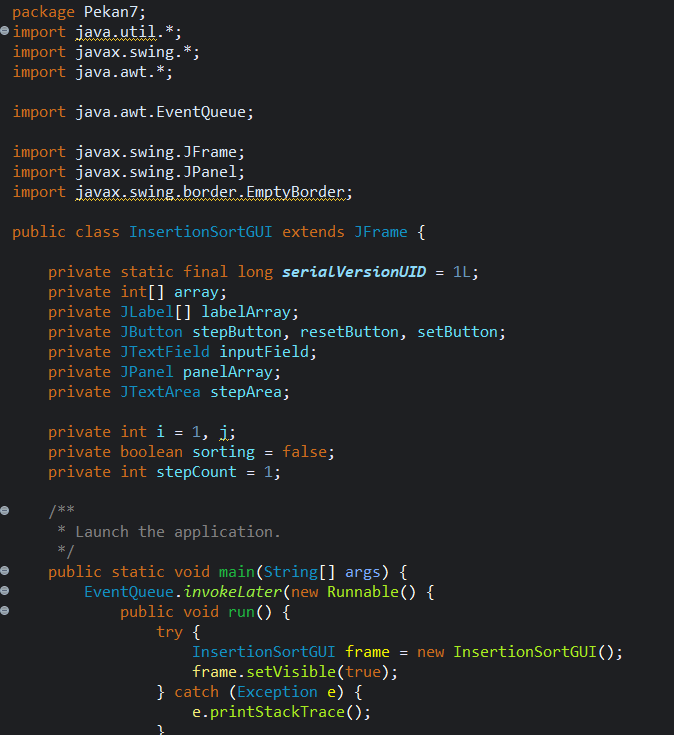 package Pekan7;
import java.util.*;
import javax.swing.*;
import java.awt.*;
import java.awt.EventQueue;
import javax.swing.JFrame;
import javax.swing.JPanel;
import javax.swing.border.EmptyBorder;
public class InsertionSortGUI extends JFrame {
private static final long serialVersionUID = 1L;
private int[] array;
private JLabel[] labelArray;
private JButton stepButton, resetButton, setButton;
private JTextField inputField;
private JPanel panelArray;
private JTextArea stepArea;
private int i = 1, j;
private boolean sorting = false;
private int stepCount = 1;
/**
* Launch the application.
*/
public static void main(String[] args) {
EventQueue.invokeLater(new Runnable() {
public void run() {
try {
InsertionSortGUI frame = new InsertionSortGUI();
frame.setVisible(true);
} catch (Exception e) {
e.printStackTrace();
}